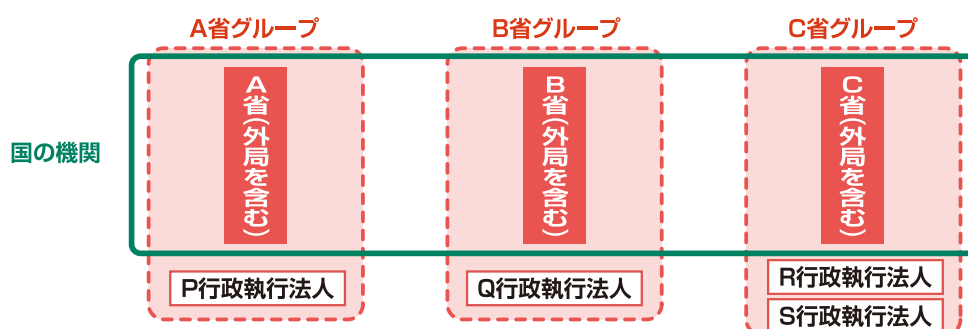 A省グループ
B省グループ
C省グループ
国の機関
A省(外局を含む)
B省(外局を含む)
C省(外局を含む)
P行政執行法人
Q行政執行法人
R行政執行法人
S行政執行法人